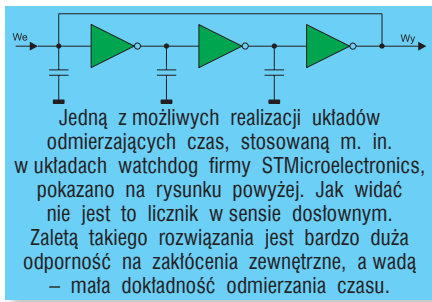 We Wy
Jedną z możliwych realizacji układów
odmierzających czas, stosowaną m. in.
w układach watchdog firmy STMicroelectronics,
pokazano na rysunku powyżej. Jak widać
nie jest to licznik w sensie dosłownym.
Zaletą takiego rozwiązania jest bardzo duża
odporność na zakłócenia zewnętrzne, a wadą
– mała dokładność odmierzania czasu.